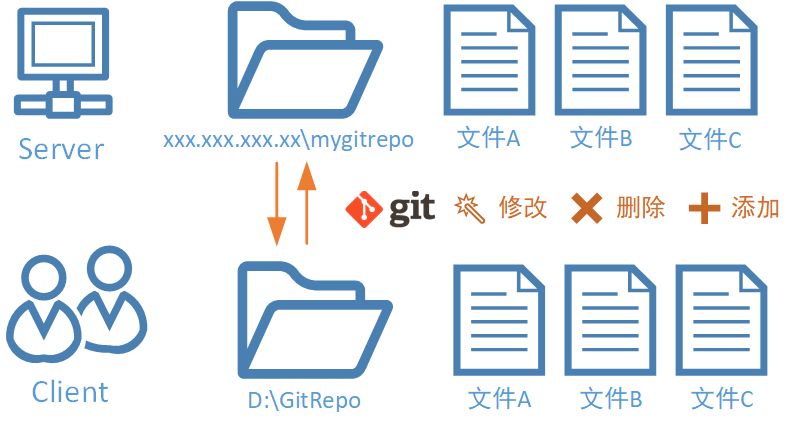 Server
xxx.xxx.xxx.xx\mygitrepo
文件A
文件B
文件C
git
修改
删除
添加
Client
D:\GitRepo
文件A
文件B
文件C